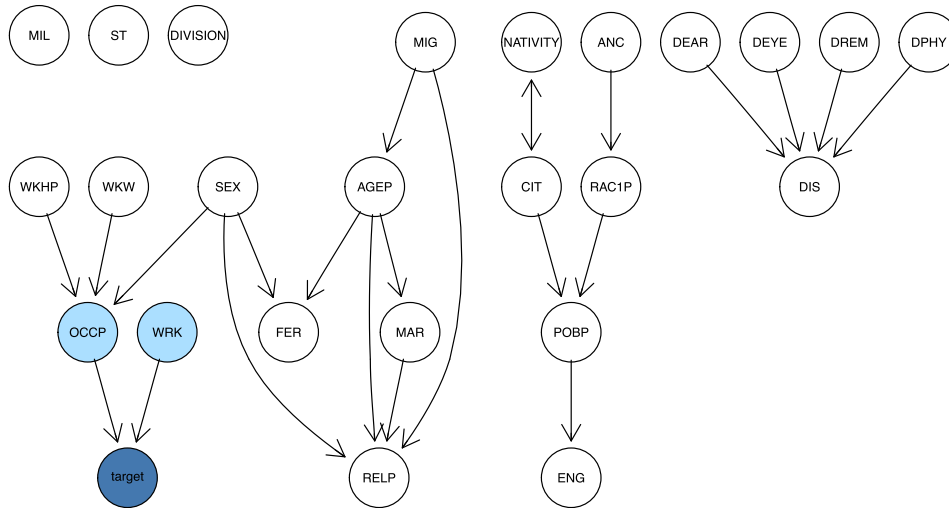 MIL
ST
DIVISION
MIG
NATIVITY
ANC
DEAR
DEYE
DREM
DPHY
WKHP
WKW
SEX
AGEP
CIT
RAC1P
DIS
OCCP
WRK
FER
MAR
POBP
target
RELP
ENG